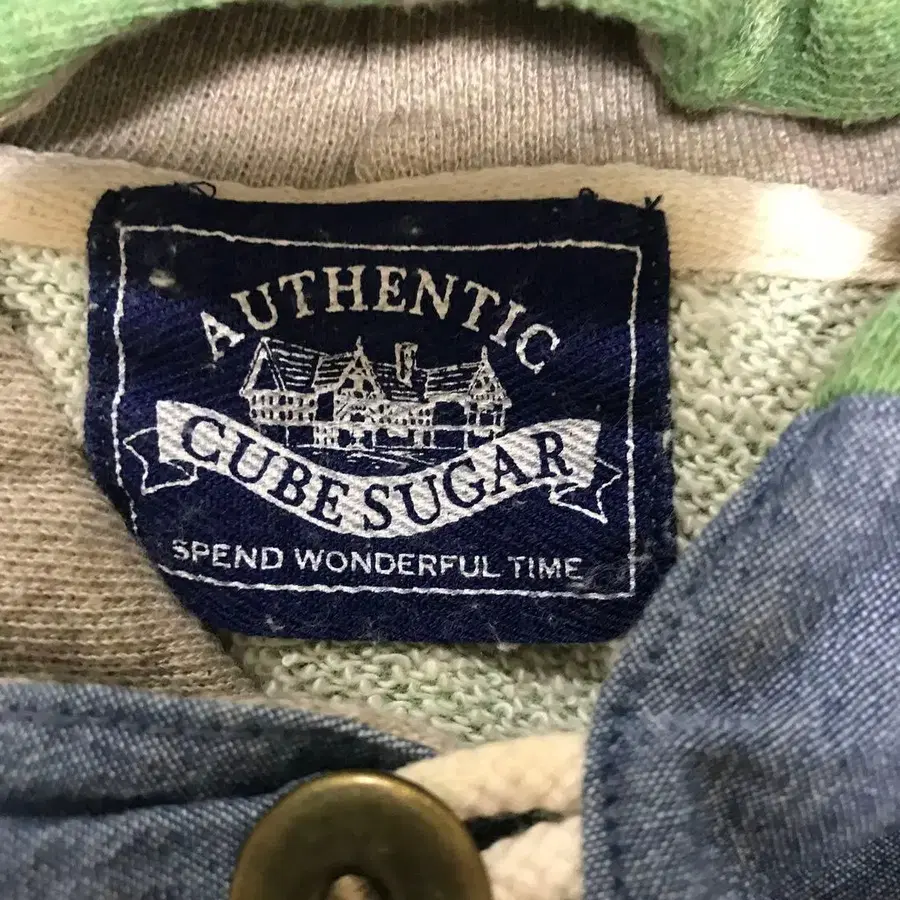 AUTHENTIC
CUBE SUGAR
SPEND WONDERFUL TIME